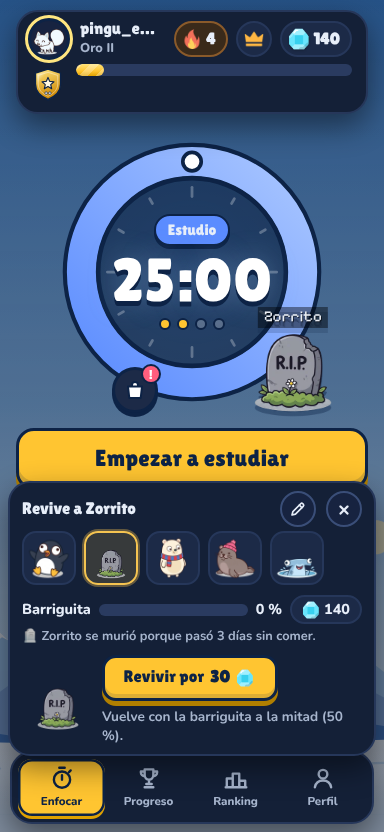 pingu_e...
Oro II
4
140
Estudio
25:00
Zorrito
R.I.P.
!
Empezar a estudiar
Revive a Zorrito
R.I.P.
Barriguita 0 % 140
Zorrito se murió porque pasó 3 días sin comer.
Revivir por 30
R.I.P.
Vuelve con la barriguita a la mitad (50
%).
Enfocar
Progreso
Ranking
Perfil